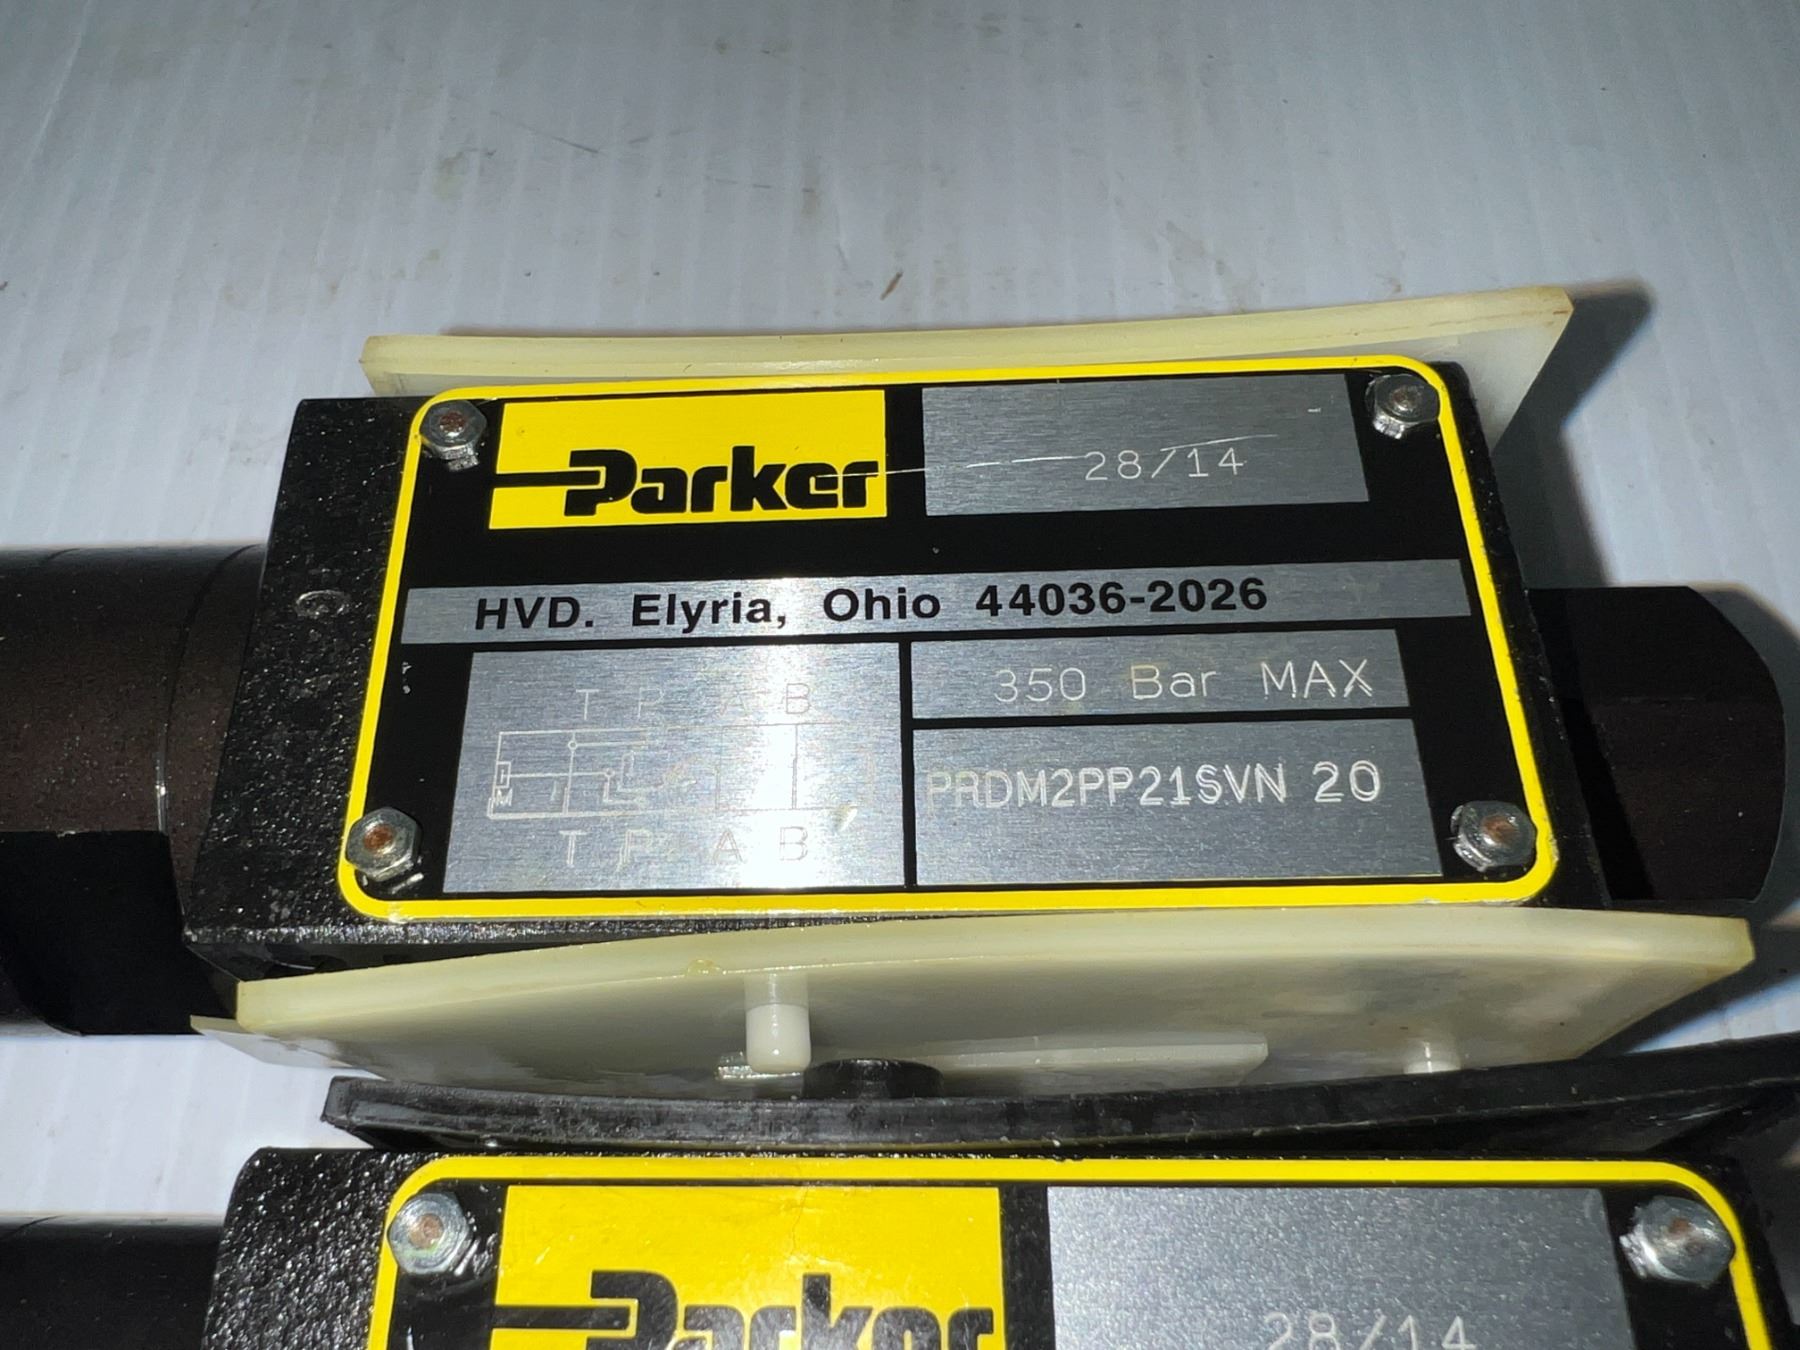 Parker
28/14
HVD. Elyria, Ohio 44036-2026
T P A B
350 Bar MAX
PRDM2PP21SVN 20
T P A B
Parker
28/14